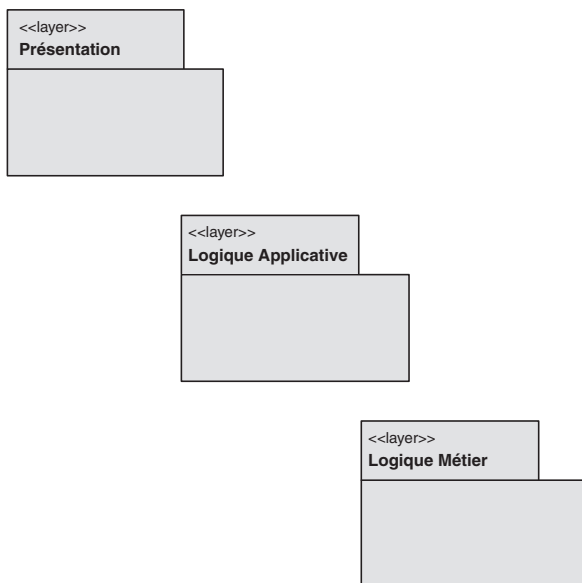 <<layer>>
Présentation
<<layer>>
Logique Applicative
<<layer>>
Logique Métier